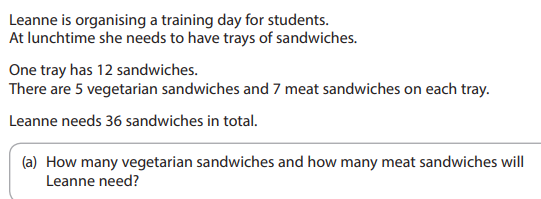 Leanne is organising a training day for students.
At lunchtime she needs to have trays of sandwiches.
One tray has 12 sandwiches.
There are 5 vegetarian sandwiches and 7 meat sandwiches on each tray.
Leanne needs 36 sandwiches in total.
(a) How many vegetarian sandwiches and how many meat sandwiches will
Leanne need?